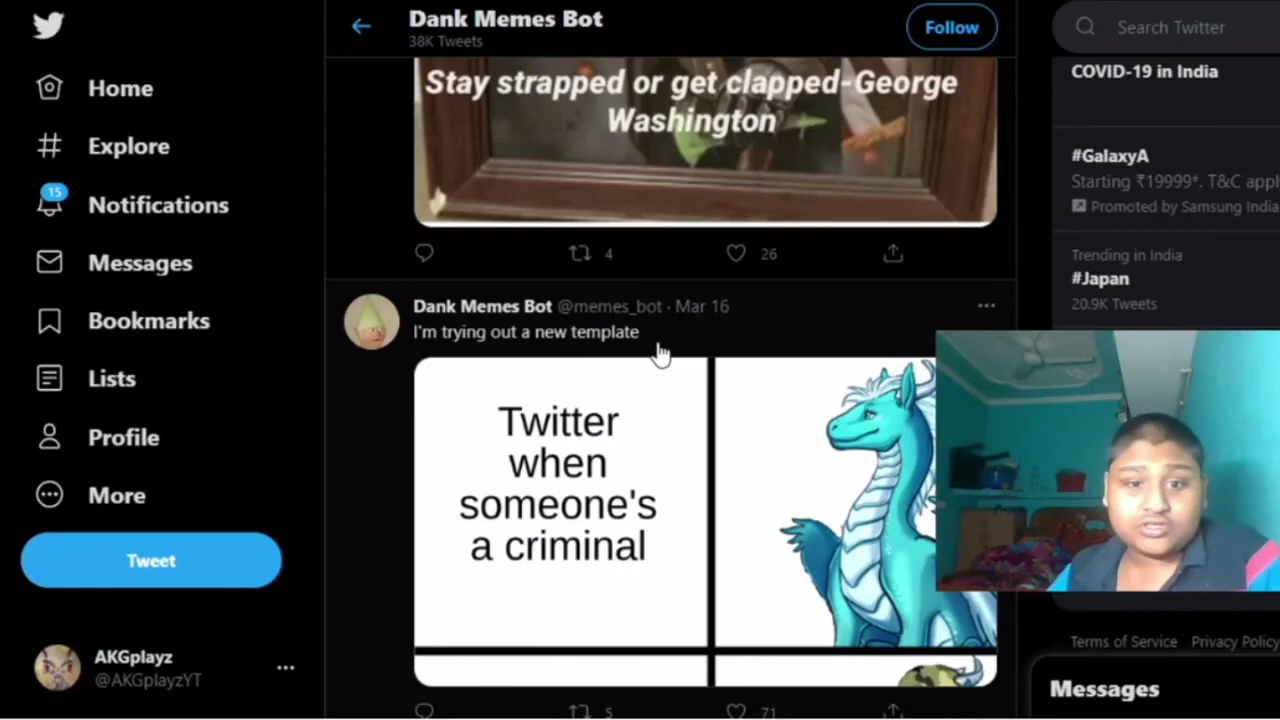 Home
Explore
15
Notifications
Messages
Bookmarks
Lists
Profile
More
Tweet
AKGplayz
@AKGplayzYT
Dank Memes Bot
38K Tweets
Follow
Stay strapped or get clapped-George
Washington
4
26
Dank Memes Bot @memes_bot · Mar 16
I'm trying out a new template
Twitter
when
someone's
a criminal
5
71
Search Twitter
COVID-19 in India
#GalaxyA
Starting ₹19999*. T&C appl
Promoted by Samsung India
Trending in India
#Japan
20.9K Tweets
Terms of Service Privacy Policy
Messages